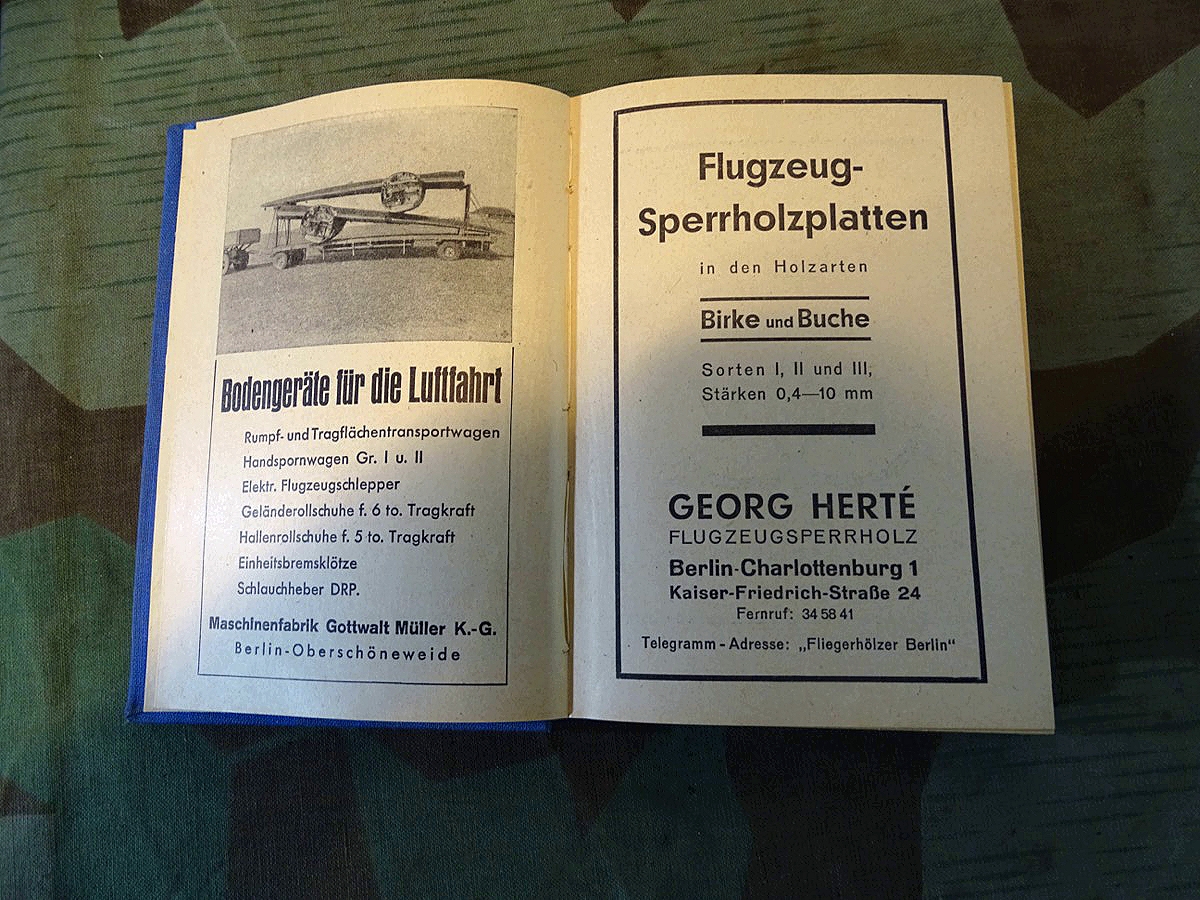 Bodengeräte für die Luftfahrt
Rumpf- und Tragflächentransportwagen
Handspornwagen Gr. I u. II
Elektr. Flugzeugschlepper
Geländerollschuhe f. 6 to. Tragkraft
Hallenrollschuhe f. 5 to. Tragkraft
Einheitsbremsklötze
Schlauchheber DRP.
Maschinenfabrik Gottwalt Müller K.-G.
Berlin-Oberschöneweide
Flugzeug-
Sperrholzplatten
in den Holzarten
Birke und Buche
Sorten I, II und III,
Stärken 0,4—10 mm
GEORG HERTÉ
FLUGZEUGSPERRHOLZ
Berlin-Charlottenburg 1
Kaiser-Friedrich-Straße 24
Fernruf: 34 58 41
Telegramm - Adresse: „Fliegerhölzer Berlin“